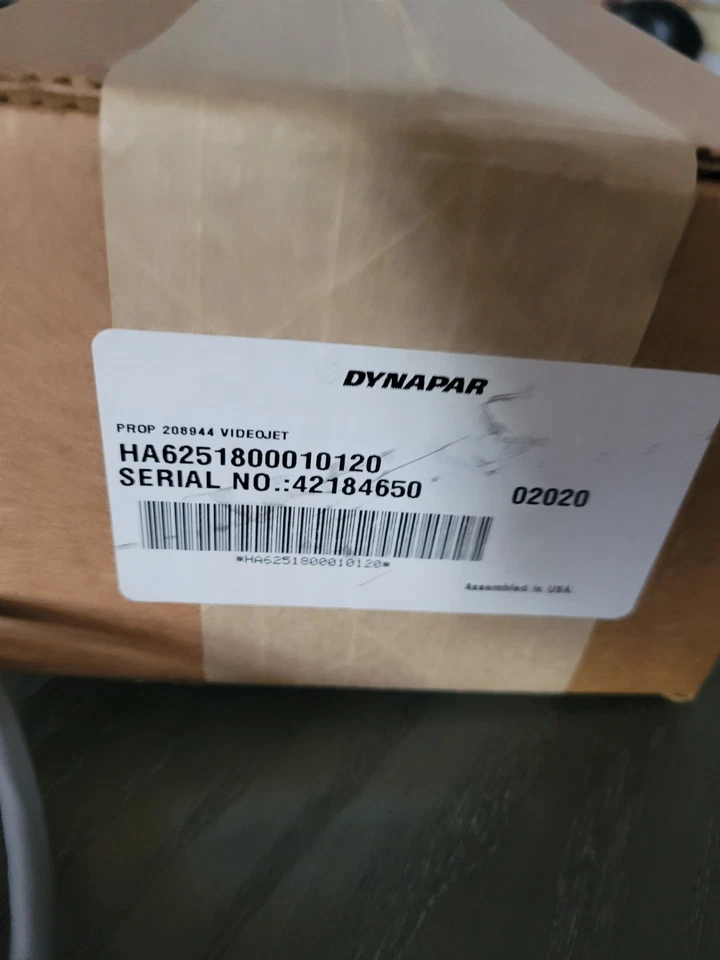 DYNAPAR
PROP 208944 VIDEOJET
HA6251800010120
SERIAL NO.:42184650
02020
*HA6251800010120*
Assembled in USA